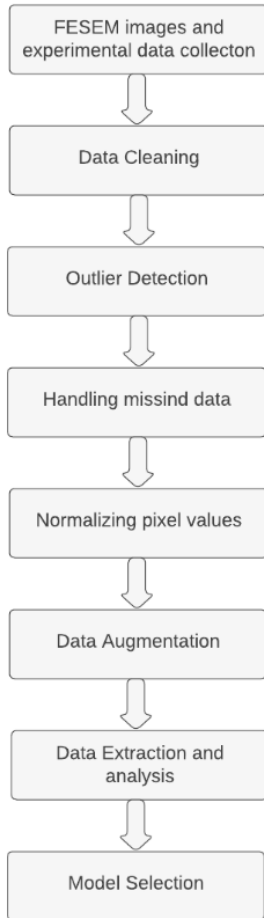 FESEM images and
experimental data collecton
Data Cleaning
Outlier Detection
Handling missind data
Normalizing pixel values
Data Augmentation
Data Extraction and
analysis
Model Selection